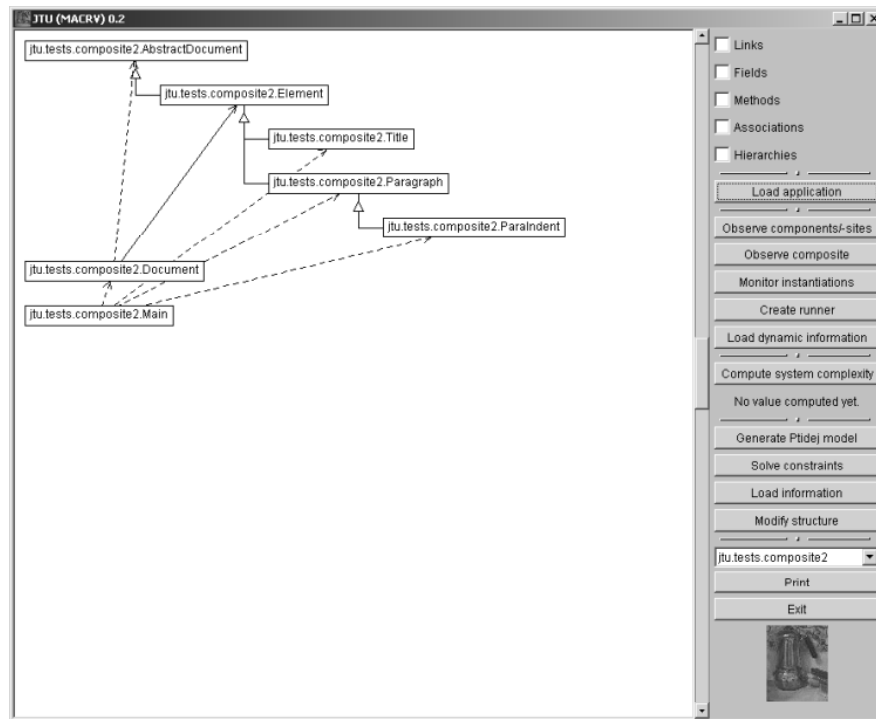 JTU (MACRV) 0.2
jtu.tests.composite2.AbstractDocument
jtu.tests.composite2.Element
jtu.tests.composite2.Title
jtu.tests.composite2.Paragraph
jtu.tests.composite2.ParaIndent
jtu.tests.composite2.Document
jtu.tests.composite2.Main
Links
Fields
Methods
Associations
Hierarchies
Load application
Observe components/-sites
Observe composite
Monitor instantiations
Create runner
Load dynamic information
Compute system complexity
No value computed yet.
Generate Ptidej model
Solve constraints
Load information
Modify structure
jtu.tests.composite2
Print
Exit